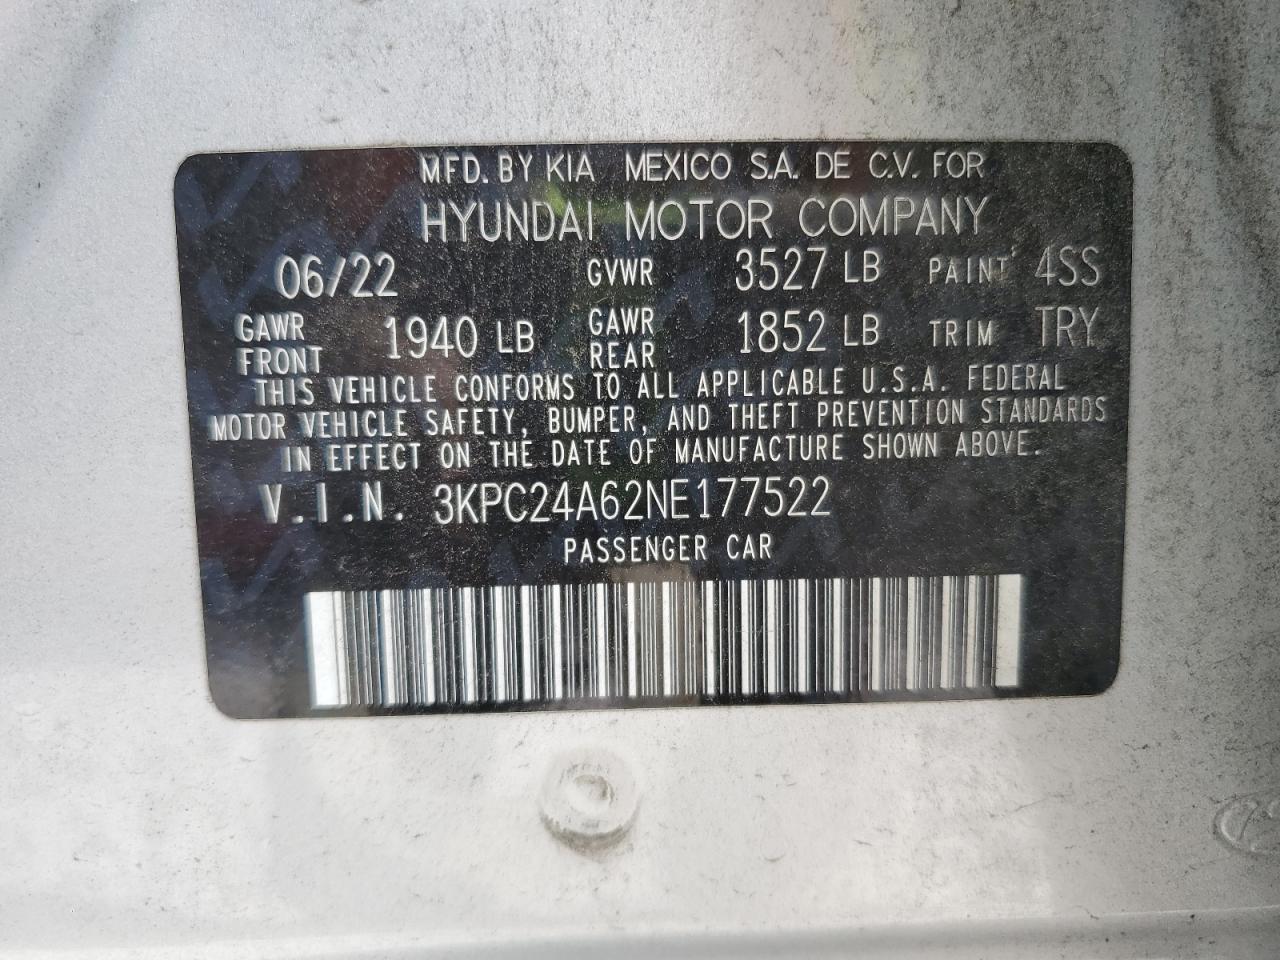 MFD. BY KIA MEXICO S.A. DE C.V. FOR
HYUNDAI MOTOR COMPANY
06/22 GVWR 3527 LB PAINT 4SS
GAWR FRONT 1940 LB GAWR REAR 1852 LB TRIM TRY
THIS VEHICLE CONFORMS TO ALL APPLICABLE U.S.A. FEDERAL
MOTOR VEHICLE SAFETY, BUMPER, AND THEFT PREVENTION STANDARDS
IN EFFECT ON THE DATE OF MANUFACTURE SHOWN ABOVE.
V.I.N. 3KPC24A62NE177522
PASSENGER CAR